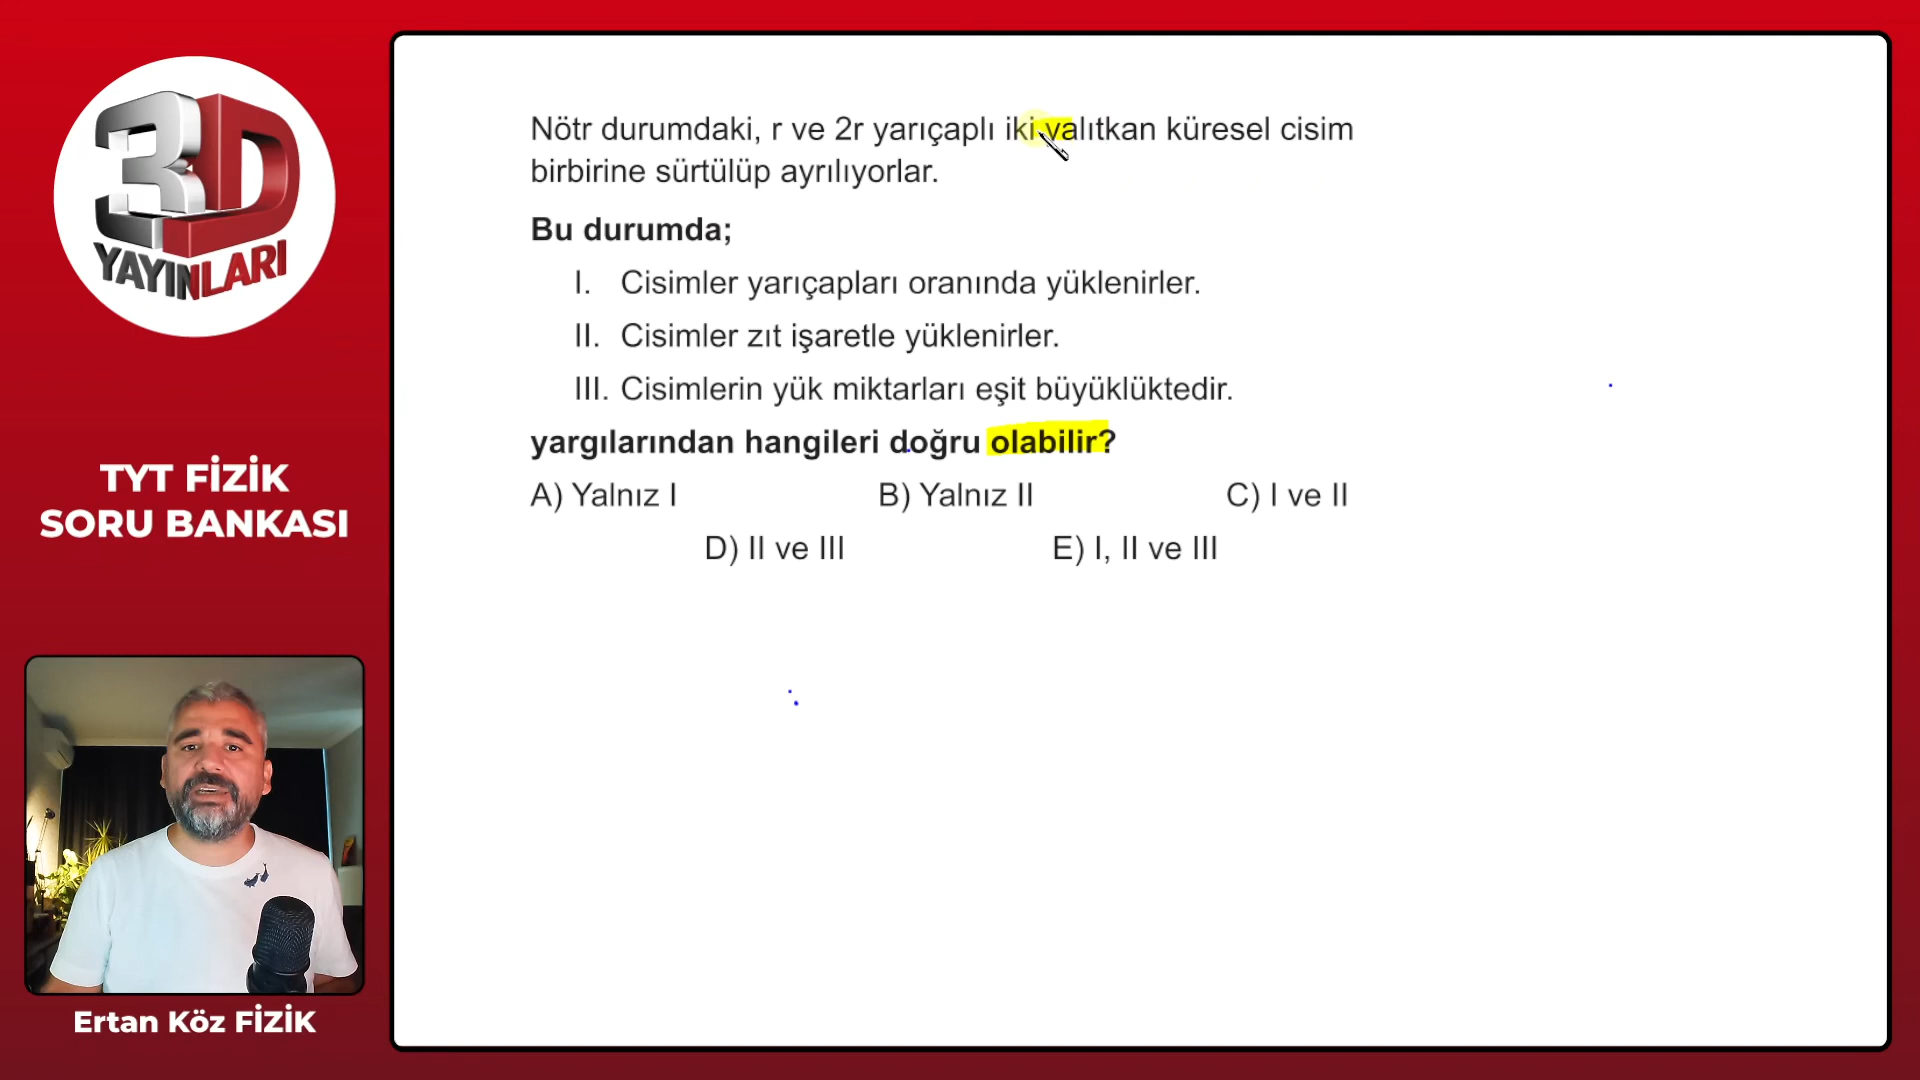 3D
YAYINLARI
TYT FİZİK
SORU BANKASI
Ertan Köz FİZİK
Nötr durumdaki, r ve 2r yarıçaplı iki yalıtkan küresel cisim
birbirine sürtülüp ayrılıyorlar.
Bu durumda;
I. Cisimler yarıçapları oranında yüklenirler.
II. Cisimler zıt işaretle yüklenirler.
III. Cisimlerin yük miktarları eşit büyüklüktedir.
yargılarından hangileri doğru olabilir?
A) Yalnız I B) Yalnız II C) I ve II
D) II ve III E) I, II ve III